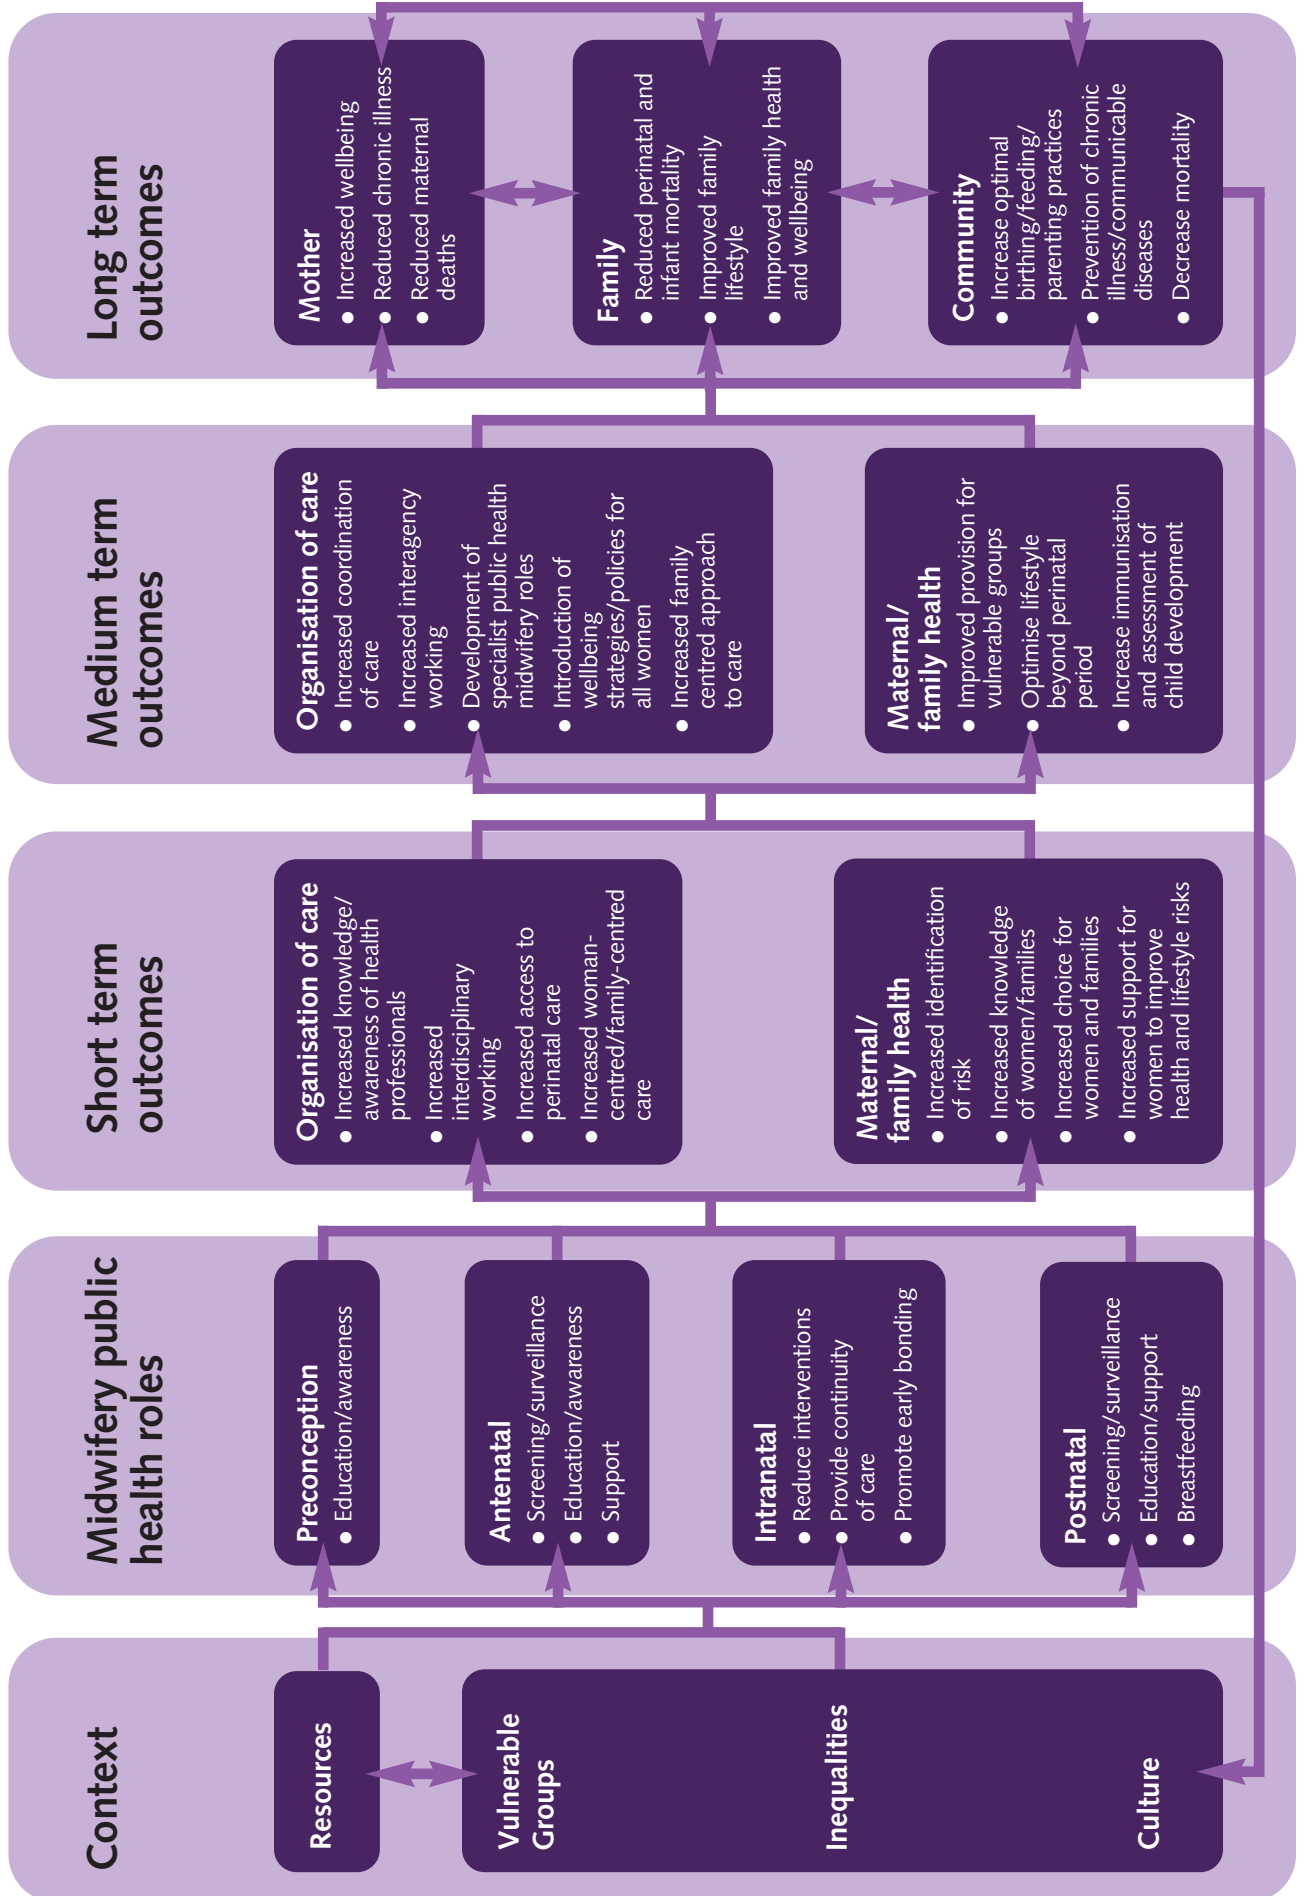 Context
Resources
Vulnerable
Groups
Inequalities
Culture
Midwifery public
health roles
Preconception
● Education/awareness
Antenatal
● Screening/surveillance
● Education/awareness
● Support
Intranatal
● Reduce interventions
● Provide continuity
of care
● Promote early bonding
Postnatal
● Screening/surveillance
● Education/support
● Breastfeeding
Short term
outcomes
Organisation of care
● Increased knowledge/
awareness of health
professionals
● Increased
interdisciplinary
working
● Increased access to
perinatal care
● Increased woman-
centred/family-centred
care
Maternal/
family health
● Increased identification
of risk
● Increased knowledge
of women/families
● Increased choice for
women and families
● Increased support for
women to improve
health and lifestyle risks
Medium term
outcomes
Organisation of care
● Increased coordination
of care
● Increased interagency
working
● Development of
specialist public health
midwifery roles
● Introduction of
wellbeing
strategies/policies for
all women
● Increased family
centred approach
to care
Maternal/
family health
● Improved provision for
vulnerable groups
● Optimise lifestyle
beyond perinatal
period
● Increase immunisation
and assessment of
child development
Long term
outcomes
Mother
● Increased wellbeing
● Reduced chronic illness
● Reduced maternal
deaths
Family
● Reduced perinatal and
infant mortality
● Improved family
lifestyle
● Improved family health
and wellbeing
Community
● Increase optimal
birthing/feeding/
parenting practices
● Prevention of chronic
illness/communicable
diseases
● Decrease mortality